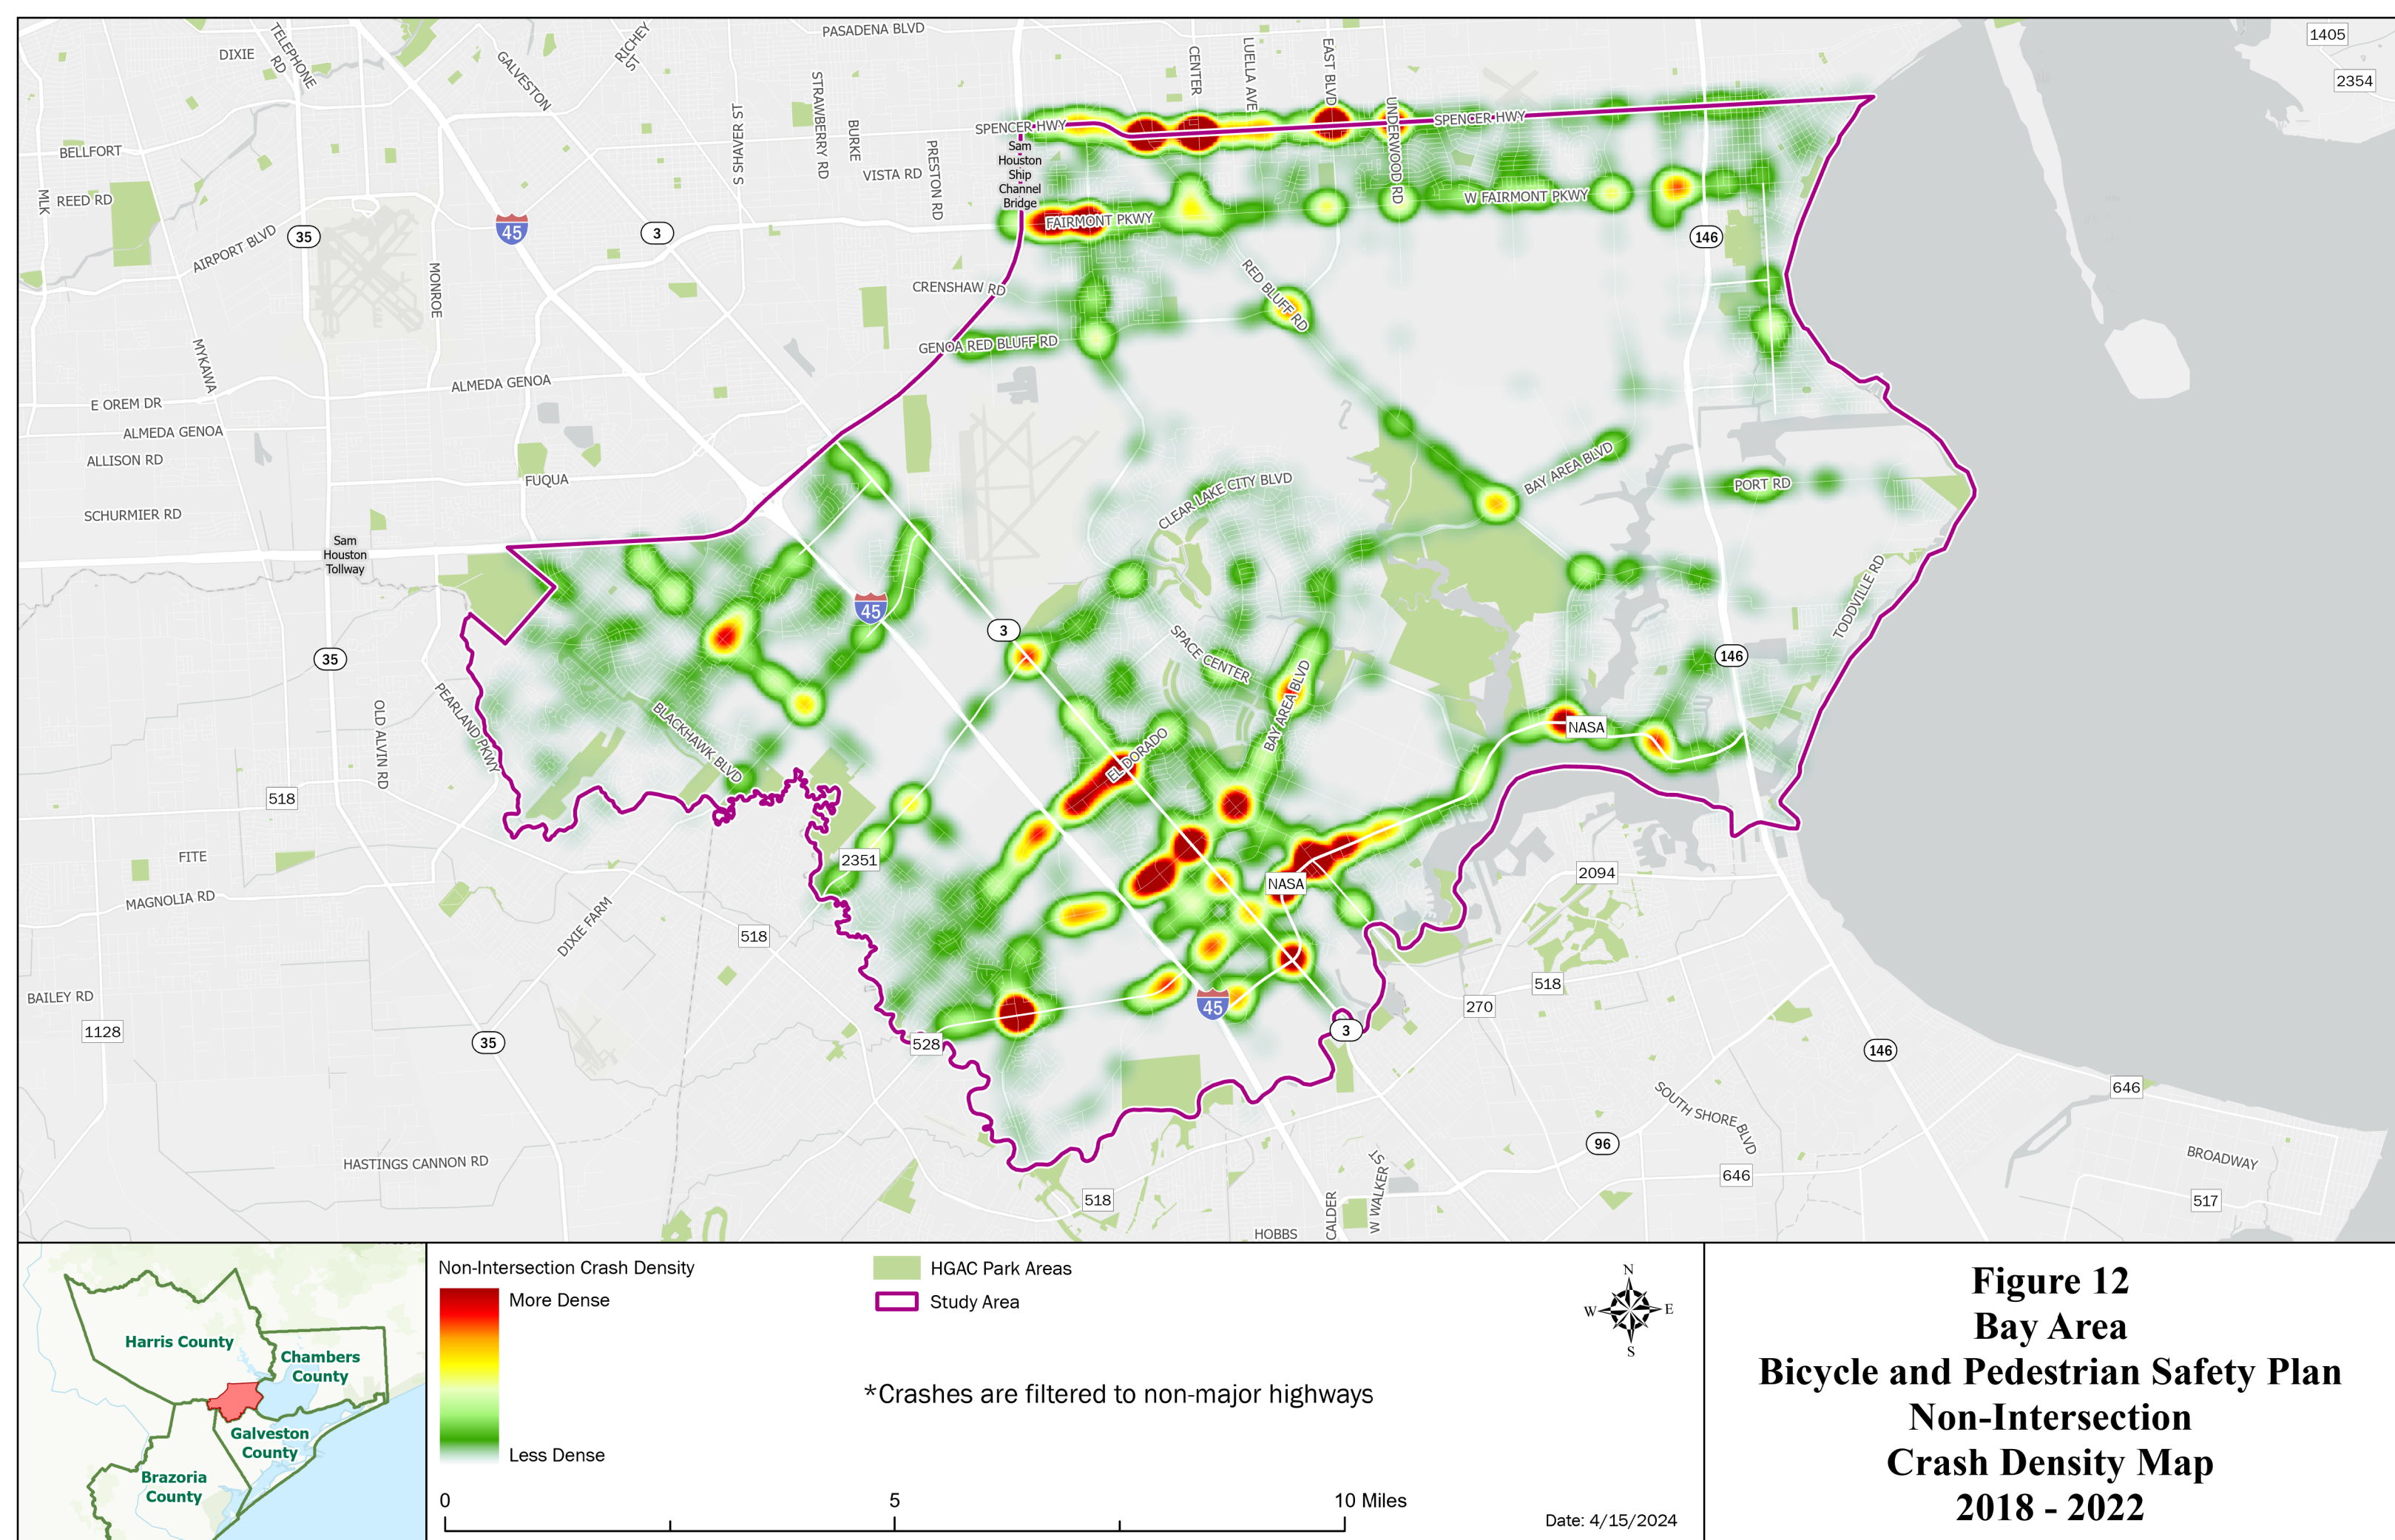 PASADENA BLVD
DIXIE
TELEPHONE
RD
GALVESTON
RICHEY
ST
CENTER
LUELLA AVE
EAST BLVD
UNDERWOOD RD
1405
2354
STRAWBERRY RD
S SHAVER ST
BURKE
PRESTON RD
VISTA RD
SPENCER HWY
SPENCER HWY
Sam
Houston
Ship
Channel
Bridge
BELLFORT
MLK
REED RD
AIRPORT BLVD
35
45
3
FAIRMONT PKWY
W FAIRMONT PKWY
146
MONROE
CRENSHAW RD
RED BLUFF RD
GENOA RED BLUFF RD
MYKAWA
ALMEDA GENOA
E OREM DR
ALMEDA GENOA
ALLISON RD
FUQUA
SCHURMIER RD
Sam
Houston
Tollway
CLEAR LAKE CITY BLVD
BAY AREA BLVD
PORT RD
TODDVILLE RD
45
3
35
146
SPACE CENTER
BAY AREA BLVD
PEARLAND PKWY
OLD ALVIN RD
BLACKHAWK BLVD
EL DORADO
NASA
518
FITE
MAGNOLIA RD
2351
NASA
2094
DIXIE FARM
518
BAILEY RD
1128
35
528
45
3
270
518
146
646
SOUTH SHORE BLVD
96
646
BROADWAY
517
HASTINGS CANNON RD
518
HOBBS
CALDER
W WALKER
ST
Harris County
Chambers
County
Galveston
County
Brazoria
County
Non-Intersection Crash Density
More Dense
Less Dense
HGAC Park Areas
Study Area
*Crashes are filtered to non-major highways
N
W
E
S
0
5
10 Miles
Date: 4/15/2024
Figure 12
Bay Area
Bicycle and Pedestrian Safety Plan
Non-Intersection
Crash Density Map
2018 - 2022